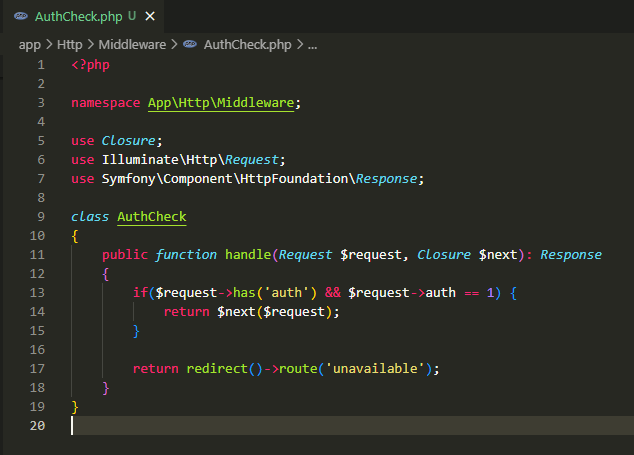 AuthCheck.php U ×
app > Http > Middleware > AuthCheck.php > ...
1 <?php
2
3 namespace App\Http\Middleware;
4
5 use Closure;
6 use Illuminate\Http\Request;
7 use Symfony\Component\HttpFoundation\Response;
8
9 class AuthCheck
10 {
11     public function handle(Request $request, Closure $next): Response
12     {
13         if($request->has('auth') && $request->auth == 1) {
14             return $next($request);
15         }
16
17         return redirect()->route('unavailable');
18     }
19 }
20